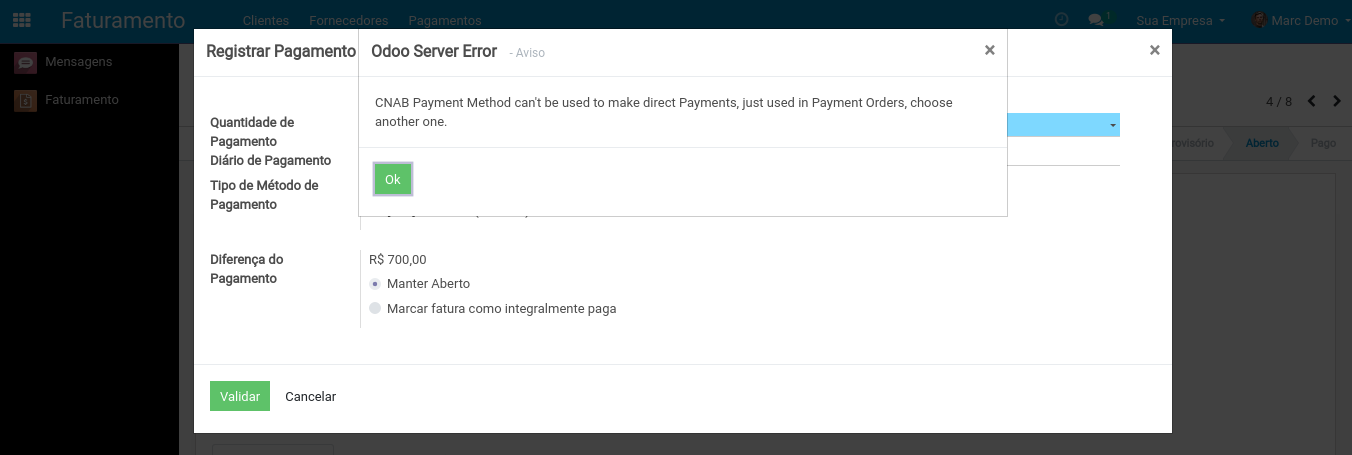 Faturamento Clientes Fornecedores Pagamentos 1 Sua Empresa Marc Demo
Registrar Pagamento Odoo Server Error - Aviso × ×
Mensagens
Faturamento
4 / 8
CNAB Payment Method can't be used to make direct Payments, just used in Payment Orders, choose
another one.
Quantidade de
Pagamento
Diário de Pagamento
Tipo de Método de
Pagamento
Aberto Pago
Ok
Diferença do
Pagamento
R$ 700,00
Manter Aberto
Marcar fatura como integralmente paga
Validar Cancelar